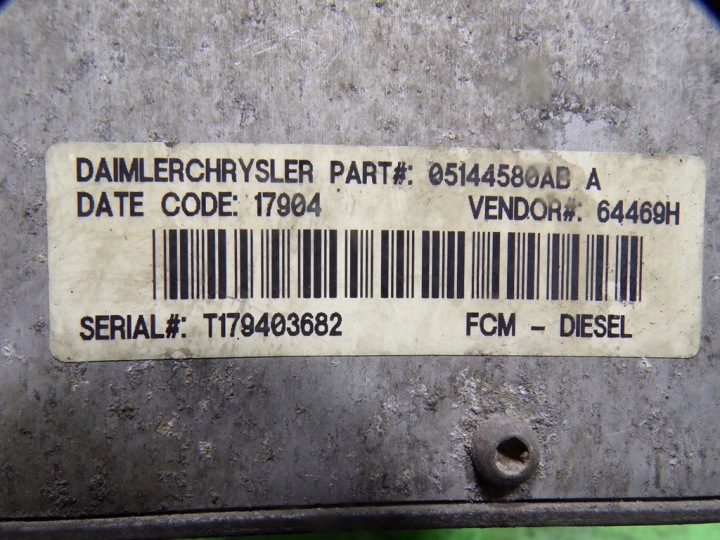 DAIMLERCHRYSLER PART#: 05144580AB A
DATE CODE: 17904 VENDOR#: 64469H
SERIAL#: T179403682 FCM - DIESEL